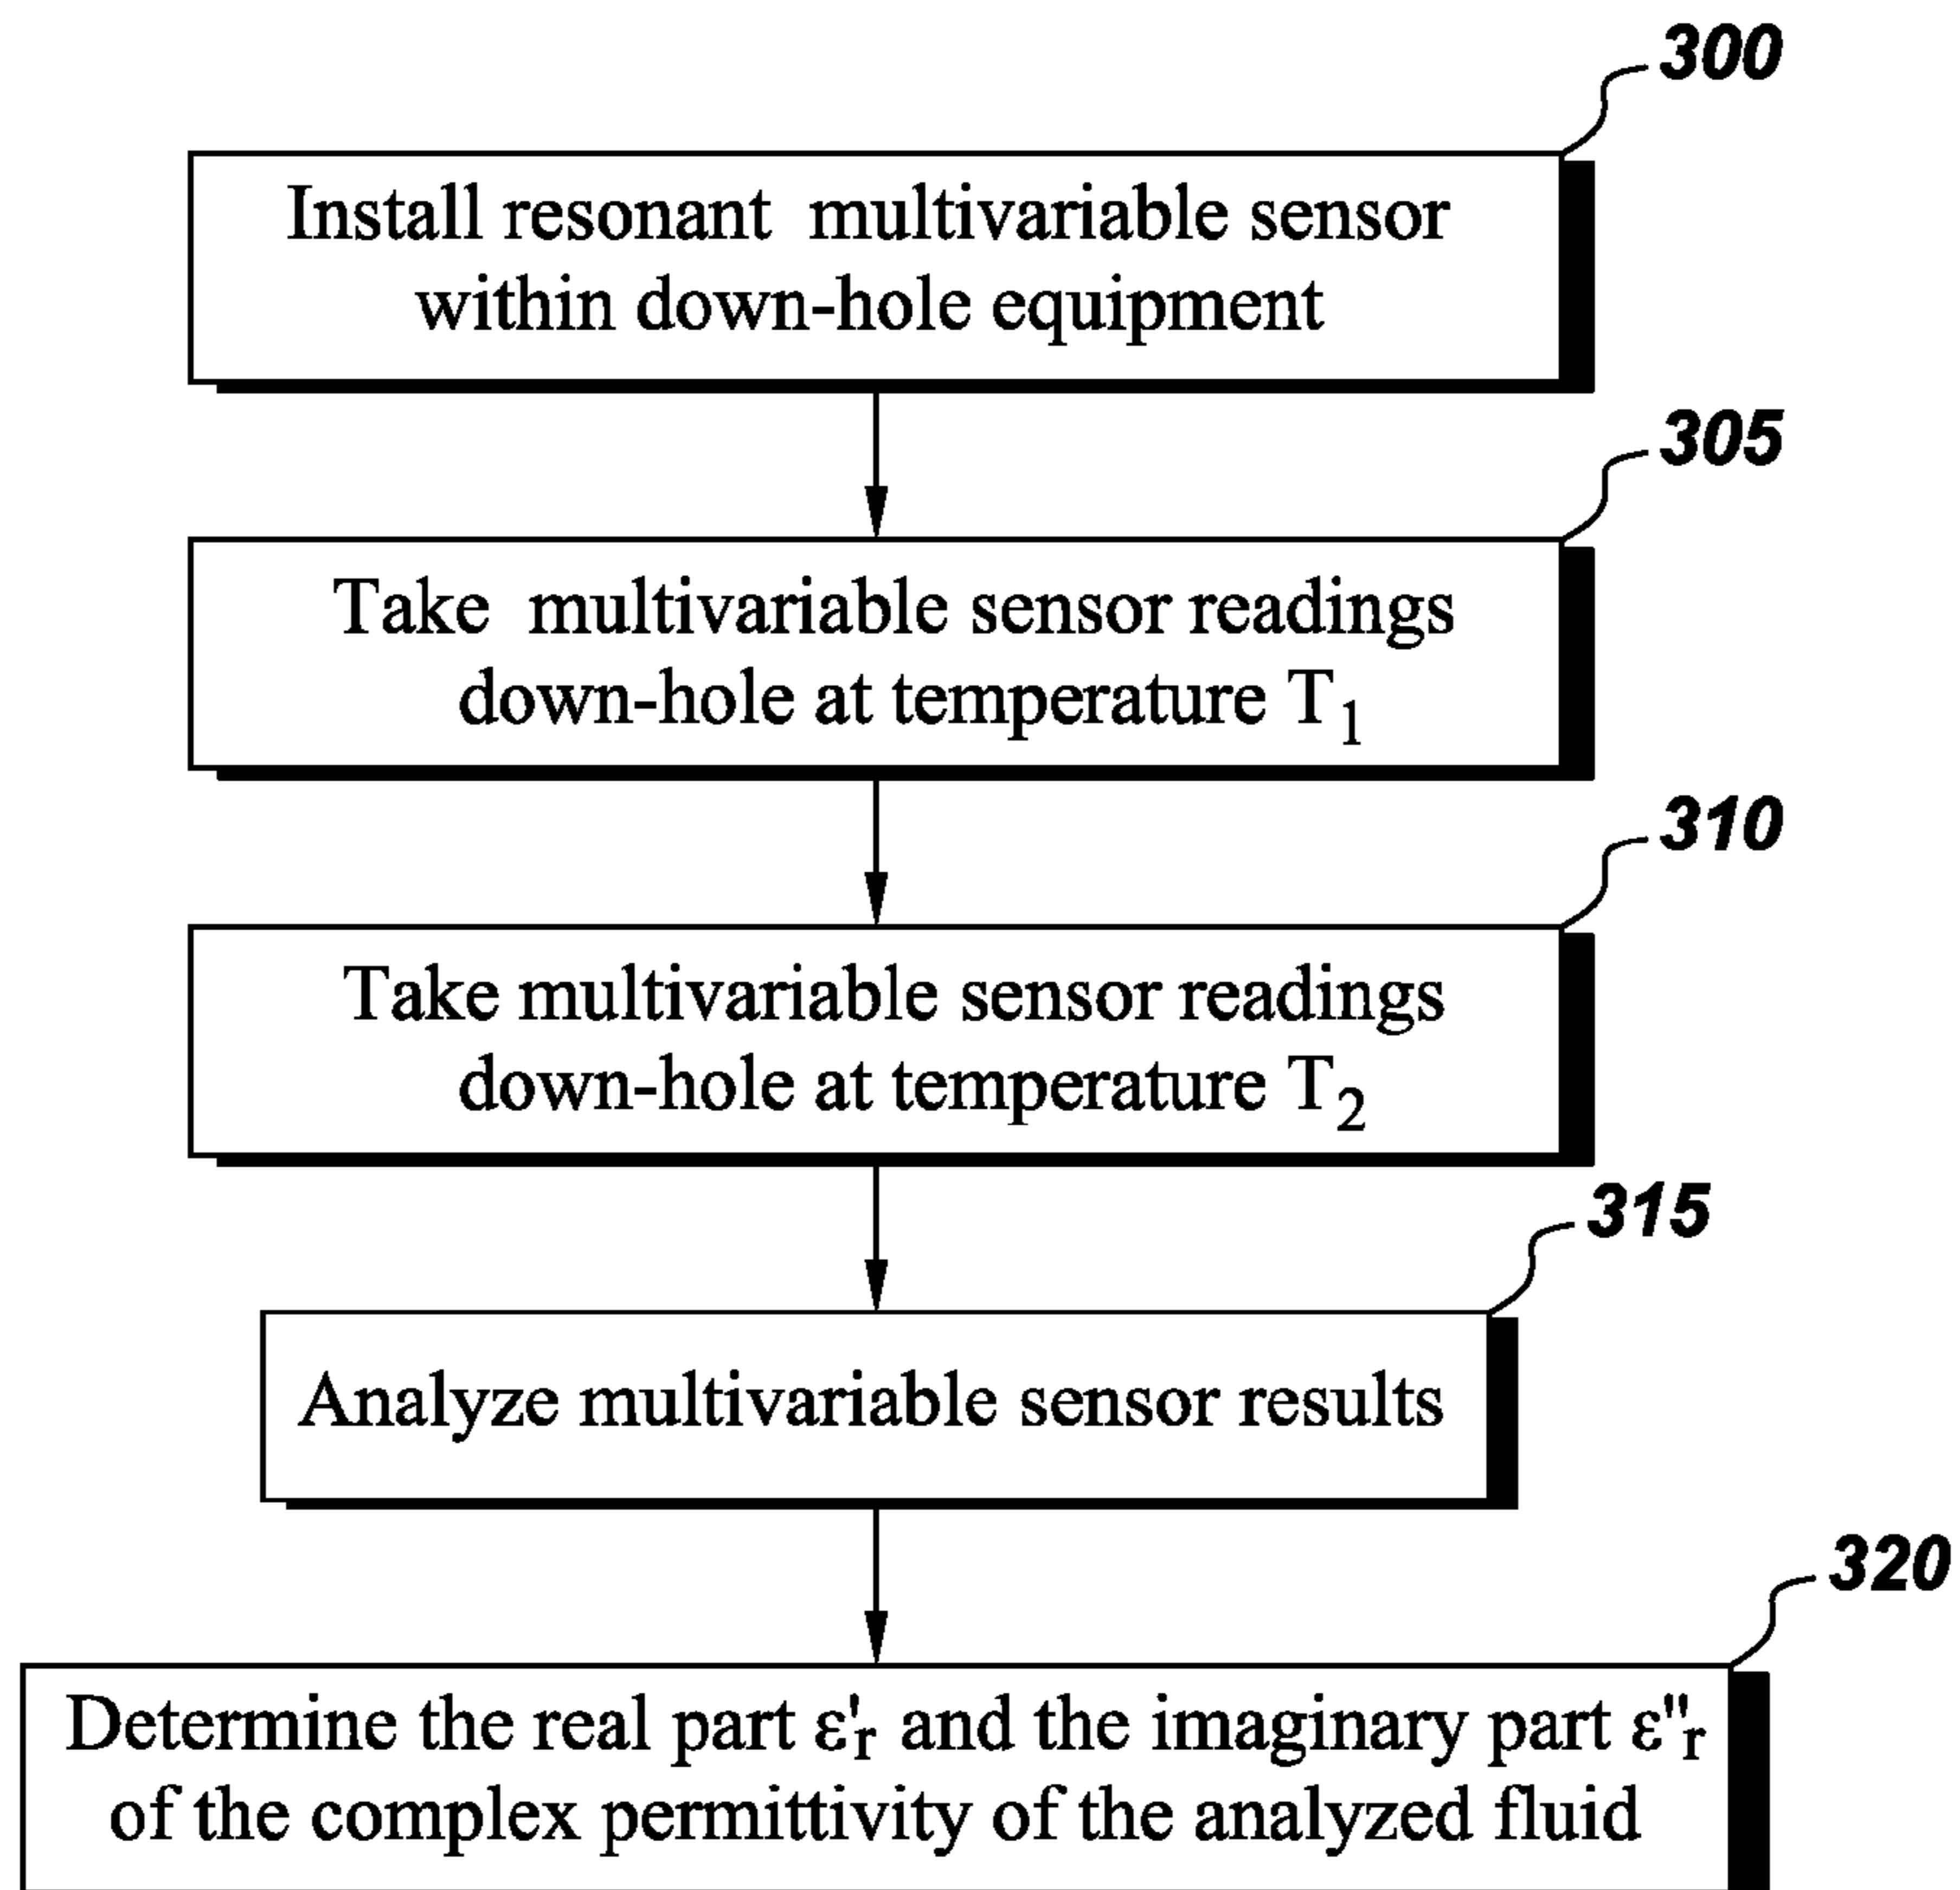 300
Install resonant multivariable sensor
within down-hole equipment
305
Take multivariable sensor readings
down-hole at temperature T₁
310
Take multivariable sensor readings
down-hole at temperature T₂
315
Analyze multivariable sensor results
320
Determine the real part ε'ᵣ and the imaginary part ε"ᵣ
of the complex permittivity of the analyzed fluid